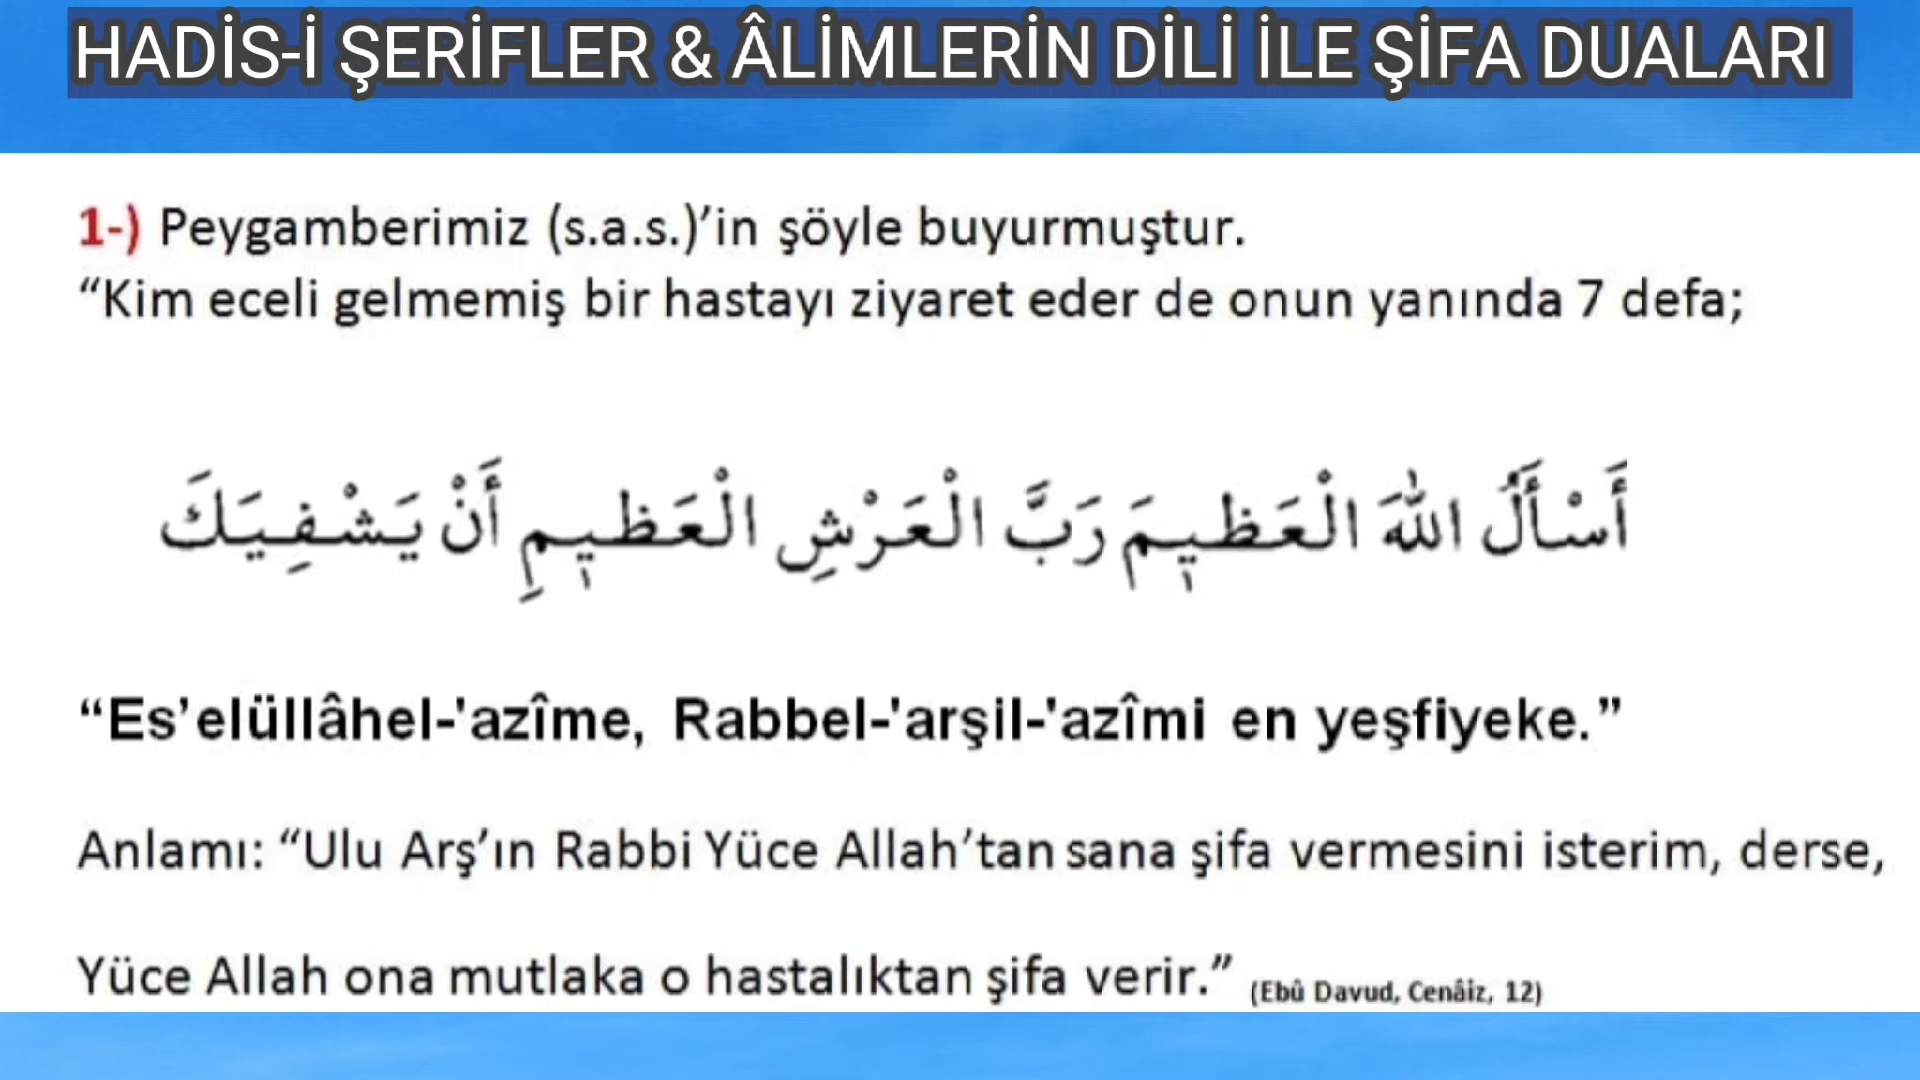 HADİS-İ ŞERİFLER & ÂLİMLERİN DİLİ İLE ŞİFA DUALARI
1-) Peygamberimiz (s.a.s.)’in şöyle buyurmuştur.
“Kim eceli gelmemiş bir hastayı ziyaret eder de onun yanında 7 defa;
أَسْأَلُ اللهَ الْعَظ۪يمَ رَبَّ الْعَرْشِ الْعَظ۪يمِ أَنْ يَشْفِيَكَ
“Es’elüllâhel-'azîme, Rabbel-'arşil-'azîmi en yeşfiyeke.”
Anlamı: “Ulu Arş’ın Rabbi Yüce Allah’tan sana şifa vermesini isterim, derse,
Yüce Allah ona mutlaka o hastalıktan şifa verir.” (Ebû Davud, Cenâiz, 12)